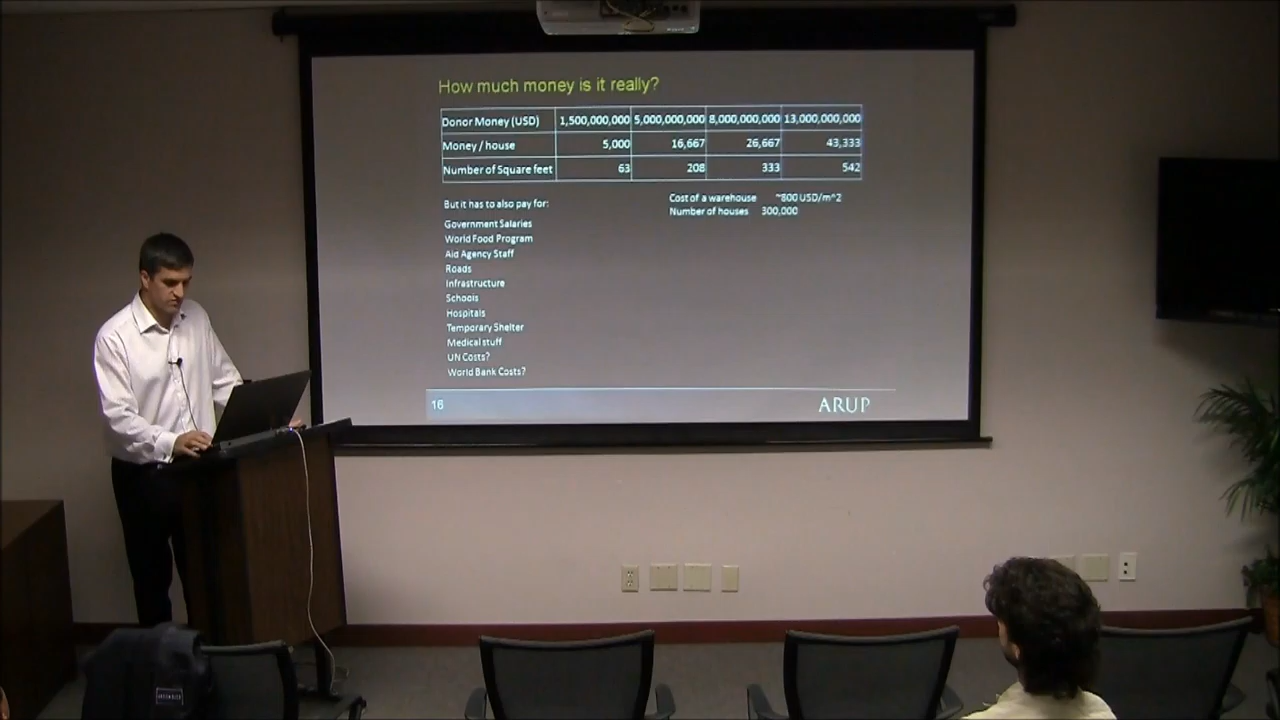 How much money is it really?
Donor Money (USD) 1,500,000,000 5,000,000,000 8,000,000,000 13,000,000,000
Money / house 5,000 16,667 26,667 43,333
Number of Square feet 63 208 333 542
But it has to also pay for:
Cost of a warehouse ~800 USD/m^2
Number of houses 300,000
Government Salaries
World Food Program
Aid Agency Staff
Roads
Infrastructure
Schools
Hospitals
Temporary Shelter
Medical stuff
UN Costs?
World Bank Costs?
16
ARUP